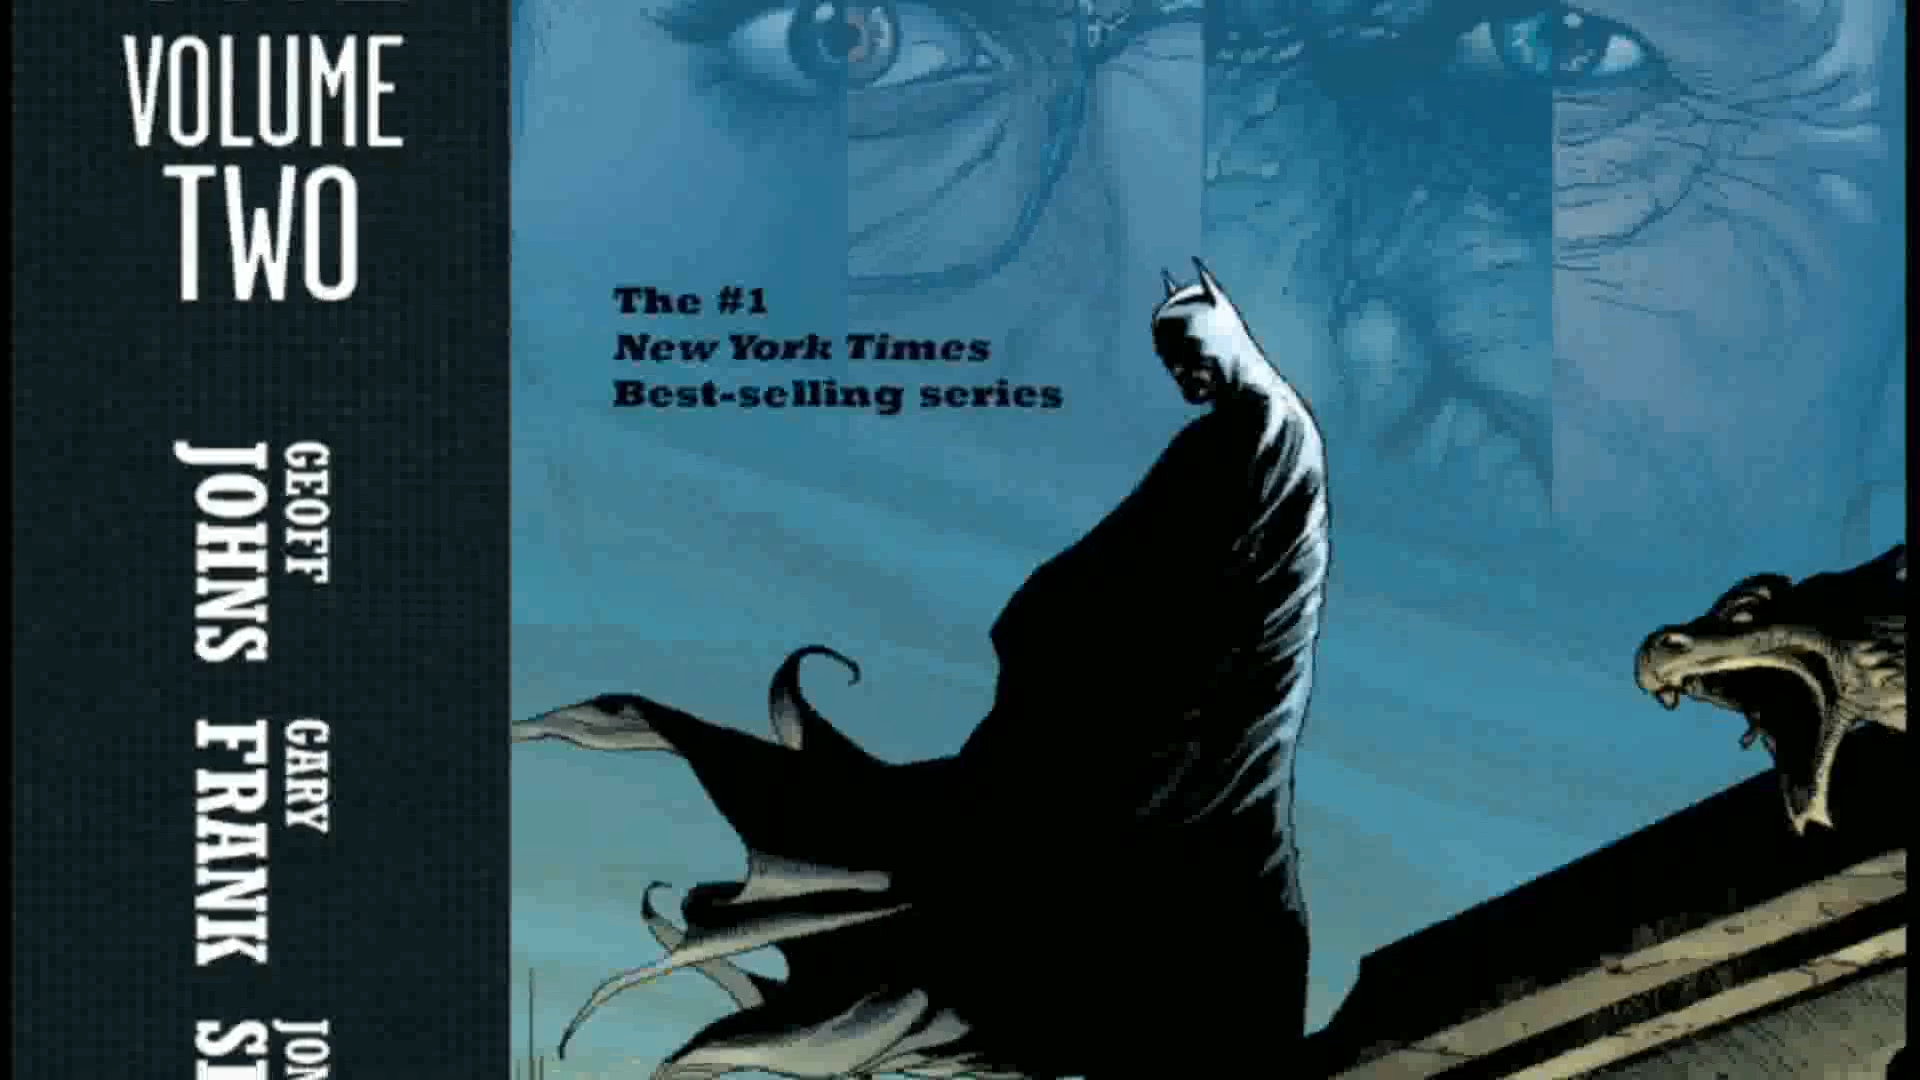 VOLUME
TWO
GEOFF
JOHNS
GARY
FRANK
The #1
New York Times
Best-selling series